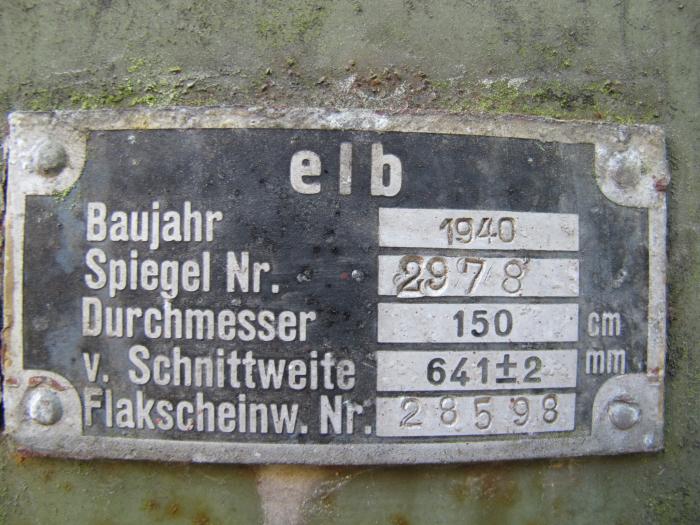 elb
Baujahr 1940
Spiegel Nr. 2978
Durchmesser 150 cm
v. Schnittweite 641±2 mm
Flakscheinw. Nr. 28598